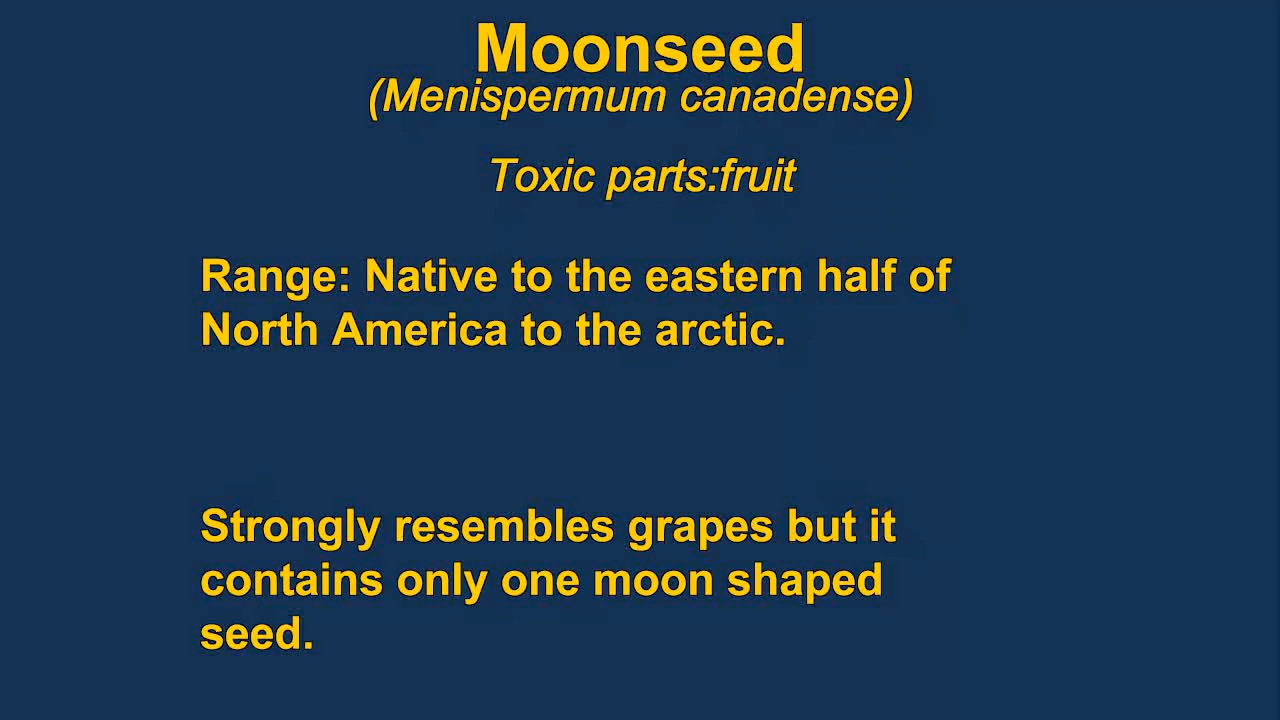 Moonseed
(Menispermum canadense)
Toxic parts:fruit
Range: Native to the eastern half of
North America to the arctic.
Strongly resembles grapes but it
contains only one moon shaped
seed.